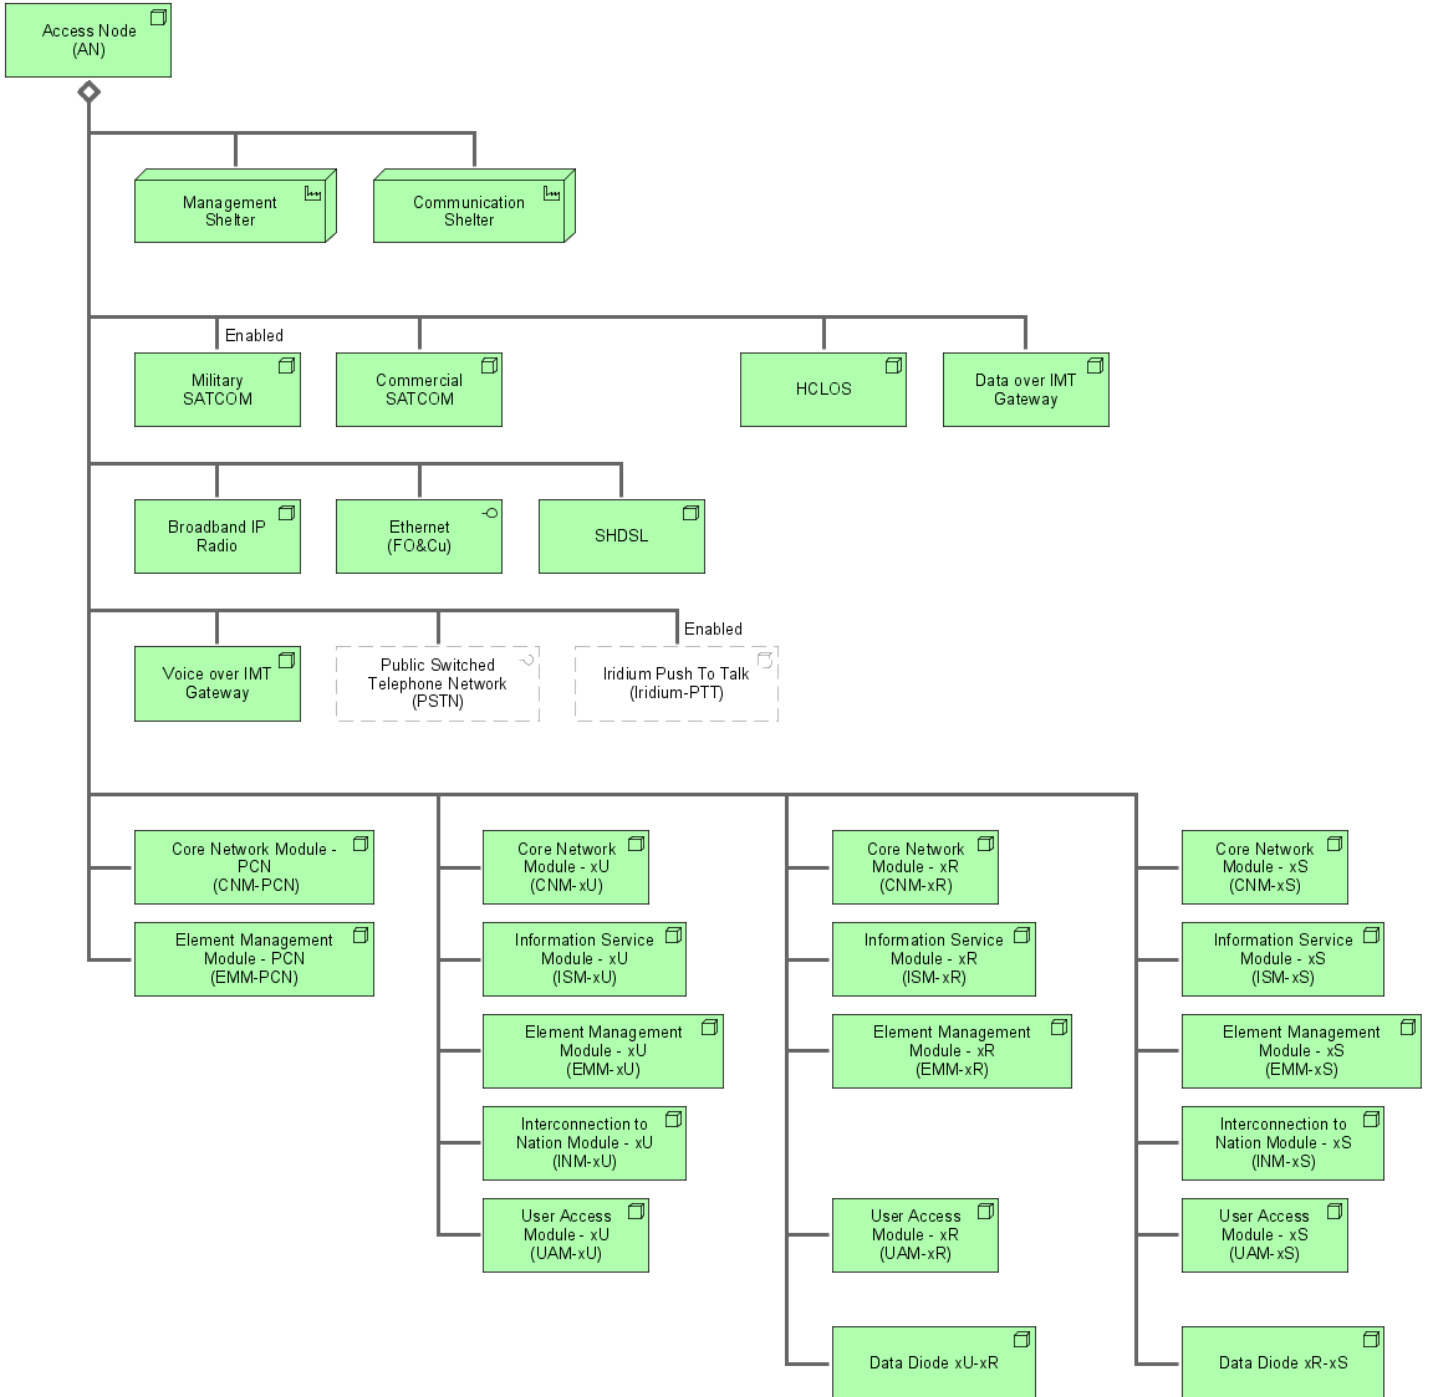 Access Node
(AN)
Management
Shelter
Communication
Shelter
Enabled
Military
SATCOM
Commercial
SATCOM
HCLOS
Data over IMT
Gateway
Broadband IP
Radio
Ethernet
(FO&Cu)
SHDSL
Enabled
Voice over IMT
Gateway
Public Switched
Telephone Network
(PSTN)
Iridium Push To Talk
(Iridium-PTT)
Core Network Module -
PCN
(CNM-PCN)
Core Network
Module - xU
(CNM-xU)
Core Network
Module - xR
(CNM-xR)
Core Network
Module - xS
(CNM-xS)
Element Management
Module - PCN
(EMM-PCN)
Information Service
Module - xU
(ISM-xU)
Information Service
Module - xR
(ISM-xR)
Information Service
Module - xS
(ISM-xS)
Element Management
Module - xU
(EMM-xU)
Element Management
Module - xR
(EMM-xR)
Element Management
Module - xS
(EMM-xS)
Interconnection to
Nation Module - xU
(INM-xU)
Interconnection to
Nation Module - xS
(INM-xS)
User Access
Module - xU
(UAM-xU)
User Access
Module - xR
(UAM-xR)
User Access
Module - xS
(UAM-xS)
Data Diode xU-xR
Data Diode xR-xS